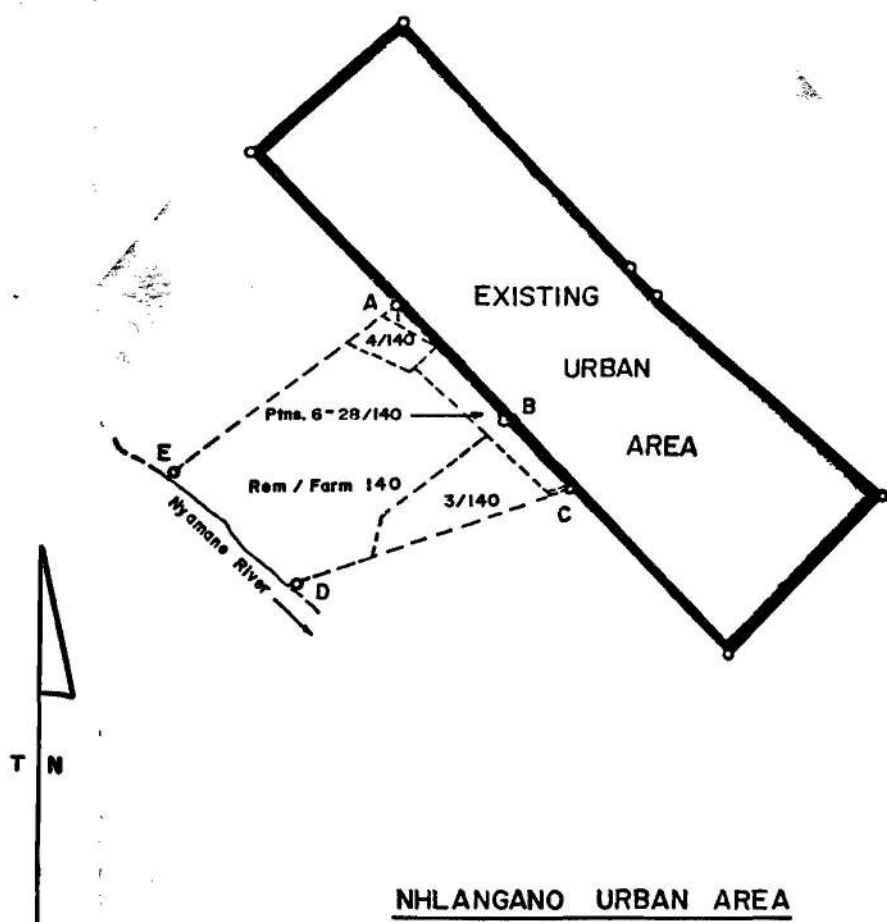 EXISTING
A
4/140
URBAN
Ptns. 6-28/140
B
AREA
E
Rem / Farm 140
3/140
C
Nyamane River
D
T N
NHLANGANO URBAN AREA